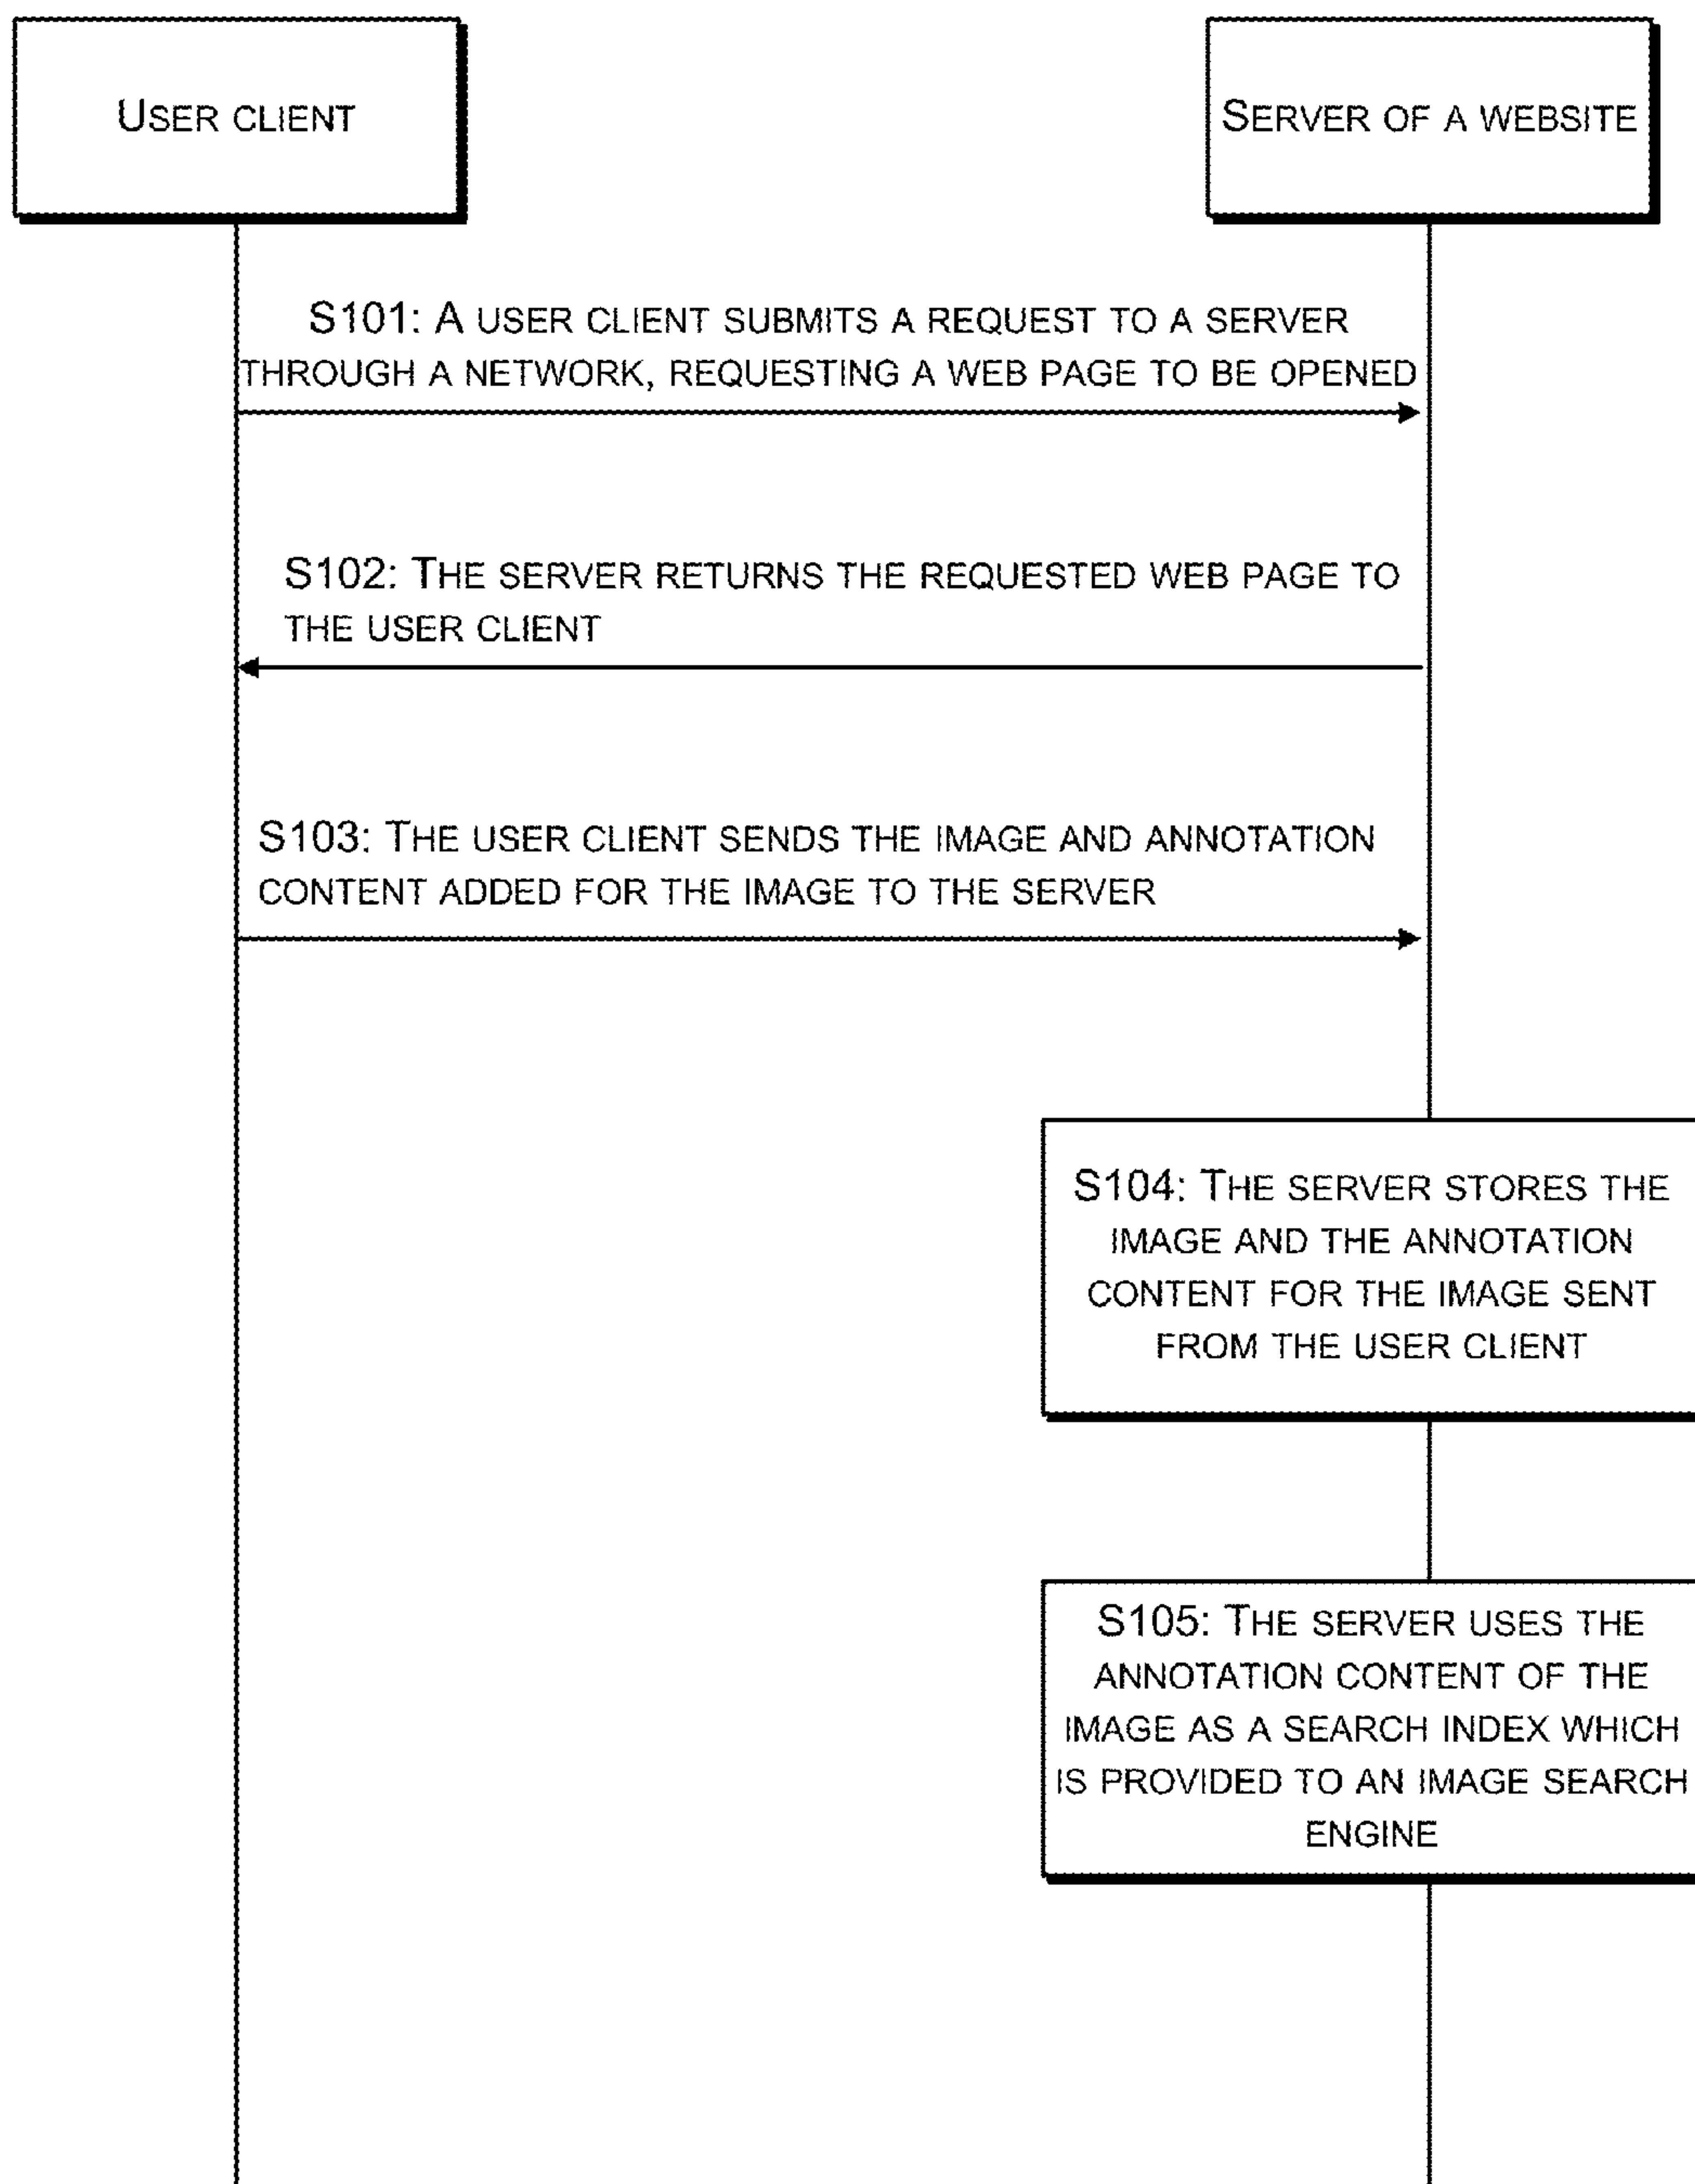 USER CLIENT
SERVER OF A WEBSITE
S101: A USER CLIENT SUBMITS A REQUEST TO A SERVER
THROUGH A NETWORK, REQUESTING A WEB PAGE TO BE OPENED
S102: THE SERVER RETURNS THE REQUESTED WEB PAGE TO
THE USER CLIENT
S103: THE USER CLIENT SENDS THE IMAGE AND ANNOTATION
CONTENT ADDED FOR THE IMAGE TO THE SERVER
S104: THE SERVER STORES THE
IMAGE AND THE ANNOTATION
CONTENT FOR THE IMAGE SENT
FROM THE USER CLIENT
S105: THE SERVER USES THE
ANNOTATION CONTENT OF THE
IMAGE AS A SEARCH INDEX WHICH
IS PROVIDED TO AN IMAGE SEARCH
ENGINE